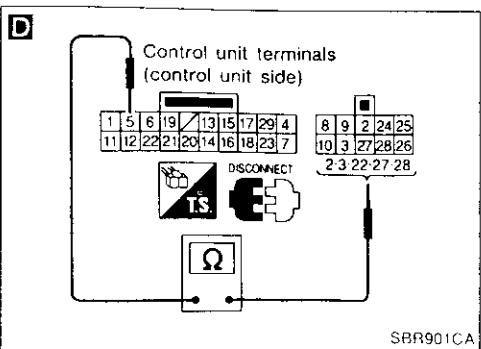 D
Control unit terminals
(control unit side)
1 5 6 19 13 15 17 29 4
11 12 22 21 20 14 16 18 23 7
8 9 2 24 25
10 3 27 28 26
2·3·22·27·28
T.S.
DISCONNECT
Ω
SBR901CA